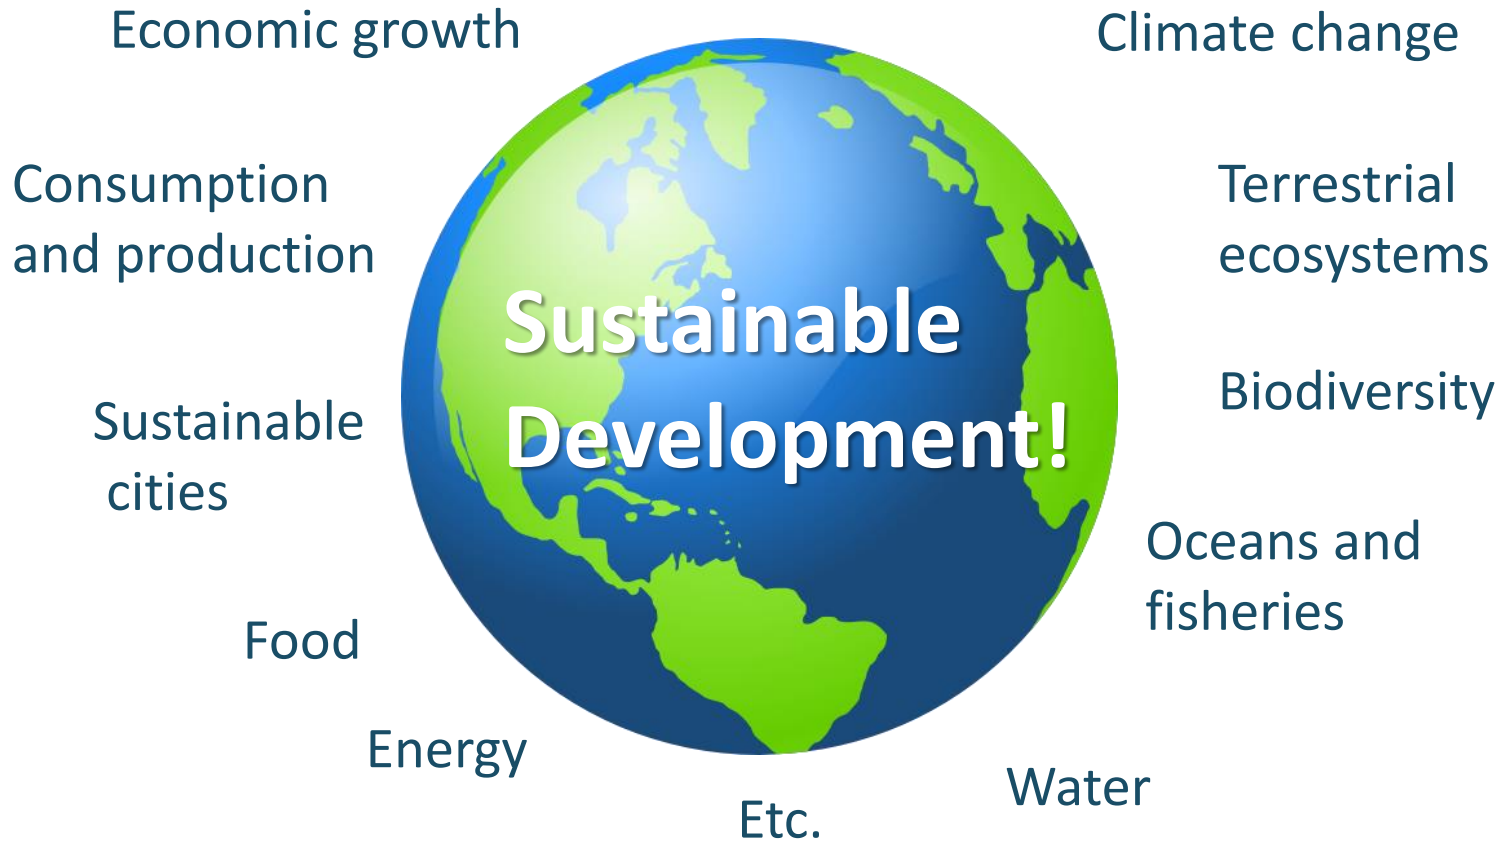 Economic growth
Climate change
Consumption
and production
Terrestrial
ecosystems
Sustainable
Development!
Biodiversity
Sustainable
cities
Oceans and
fisheries
Food
Energy
Water
Etc.